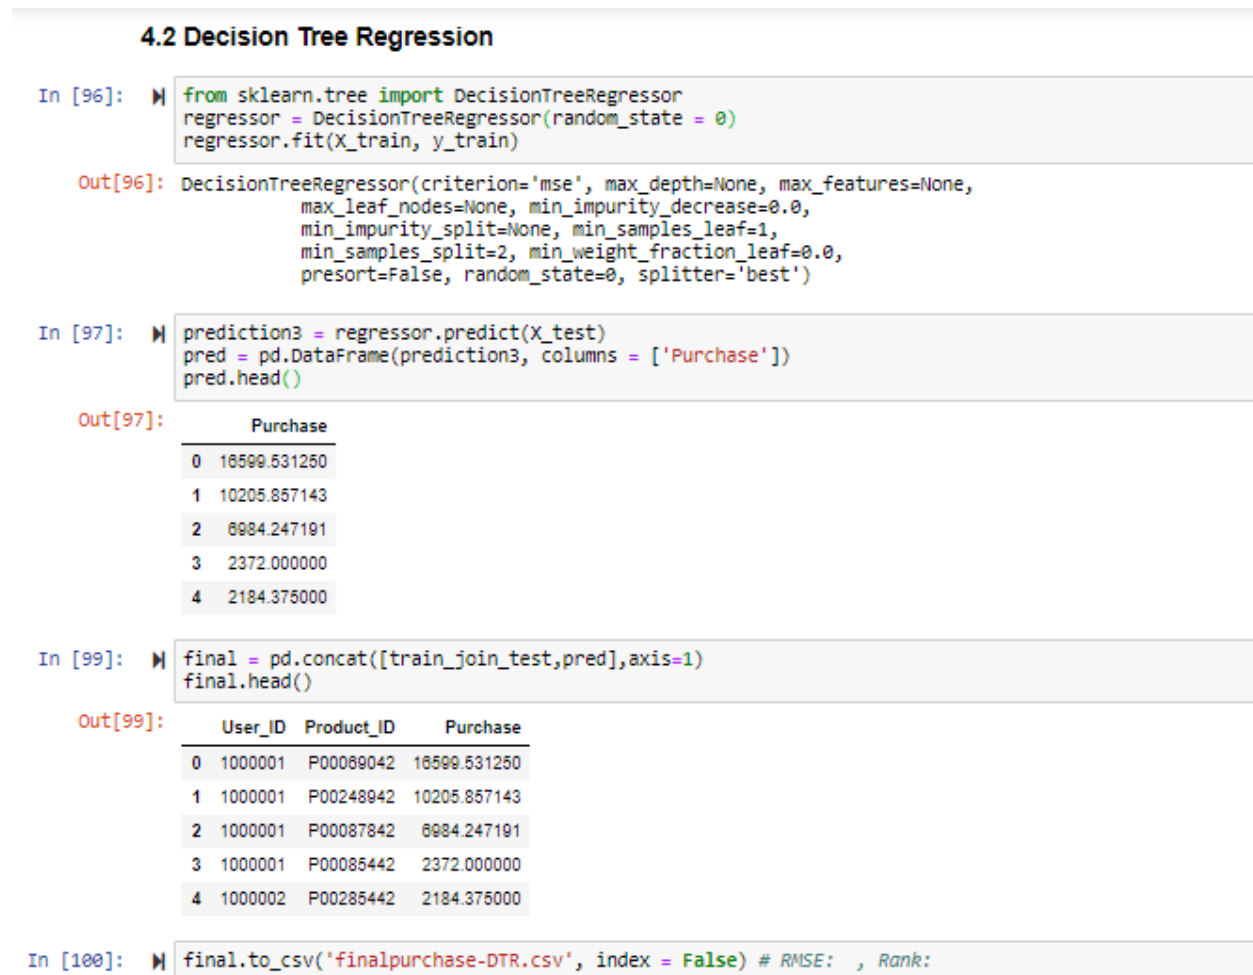 4.2 Decision Tree Regression
In [96]: from sklearn.tree import DecisionTreeRegressor
regressor = DecisionTreeRegressor(random_state = 0)
regressor.fit(X_train, y_train)
Out[96]: DecisionTreeRegressor(criterion='mse', max_depth=None, max_features=None,
max_leaf_nodes=None, min_impurity_decrease=0.0,
min_impurity_split=None, min_samples_leaf=1,
min_samples_split=2, min_weight_fraction_leaf=0.0,
presort=False, random_state=0, splitter='best')
In [97]: prediction3 = regressor.predict(X_test)
pred = pd.DataFrame(prediction3, columns = ['Purchase'])
pred.head()
Out[97]: Purchase
0 16599.531250
1 10205.857143
2 6984.247191
3 2372.000000
4 2184.375000
In [99]: final = pd.concat([train_join_test,pred],axis=1)
final.head()
Out[99]: User_ID Product_ID Purchase
0 1000001 P00069042 16599.531250
1 1000001 P00248942 10205.857143
2 1000001 P00087842 6984.247191
3 1000001 P00085442 2372.000000
4 1000002 P00285442 2184.375000
In [100]: final.to_csv('finalpurchase-DTR.csv', index = False) # RMSE: , Rank: